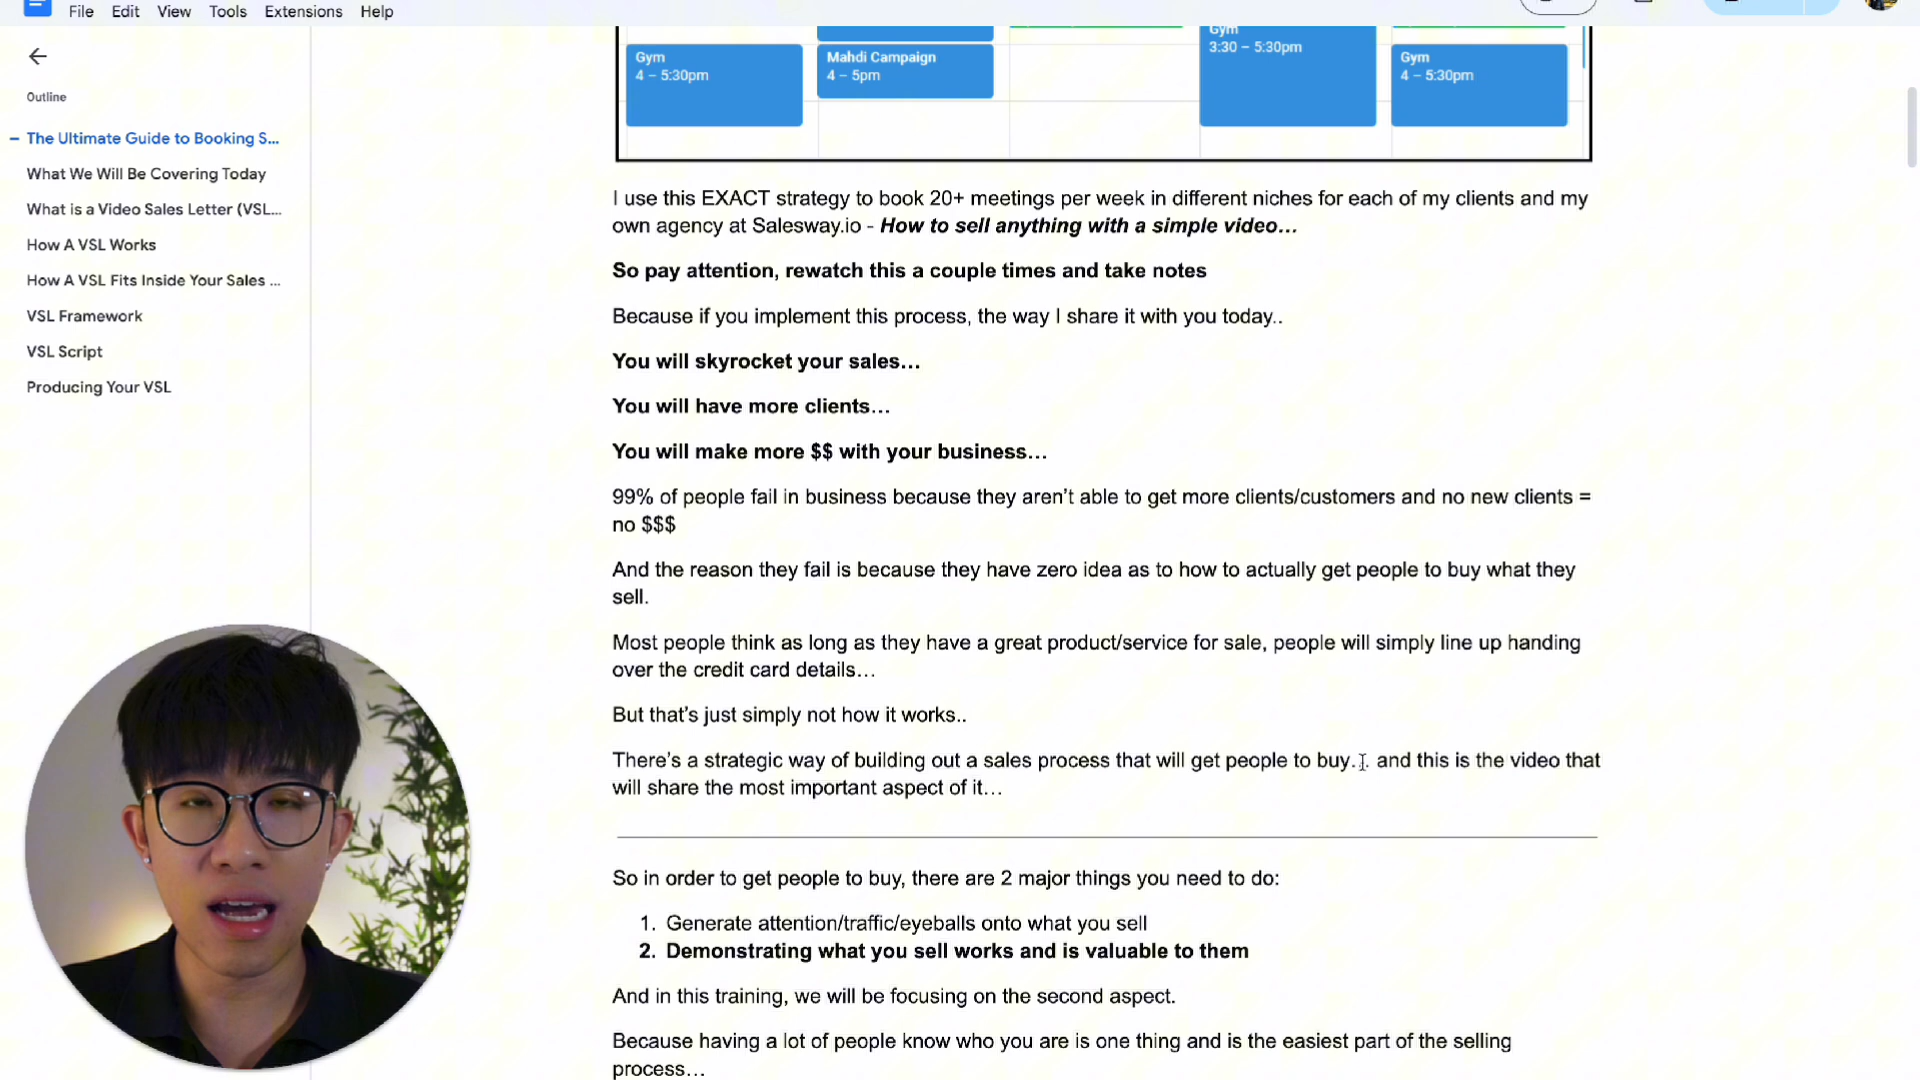 File Edit View Tools Extensions Help
Outline
The Ultimate Guide to Booking S...
What We Will Be Covering Today
What is a Video Sales Letter (VSL...
How A VSL Works
How A VSL Fits Inside Your Sales ...
VSL Framework
VSL Script
Producing Your VSL
Gym
4 – 5:30pm
Mahdi Campaign
4 – 5pm
Gym
3:30 – 5:30pm
Gym
4 – 5:30pm
I use this EXACT strategy to book 20+ meetings per week in different niches for each of my clients and my
own agency at Salesway.io - How to sell anything with a simple video…
So pay attention, rewatch this a couple times and take notes
Because if you implement this process, the way I share it with you today..
You will skyrocket your sales…
You will have more clients…
You will make more $$ with your business…
99% of people fail in business because they aren’t able to get more clients/customers and no new clients =
no $$$
And the reason they fail is because they have zero idea as to how to actually get people to buy what they
sell.
Most people think as long as they have a great product/service for sale, people will simply line up handing
over the credit card details…
But that’s just simply not how it works..
There’s a strategic way of building out a sales process that will get people to buy… and this is the video that
will share the most important aspect of it…
So in order to get people to buy, there are 2 major things you need to do:
1. Generate attention/traffic/eyeballs onto what you sell
2. Demonstrating what you sell works and is valuable to them
And in this training, we will be focusing on the second aspect.
Because having a lot of people know who you are is one thing and is the easiest part of the selling
process…